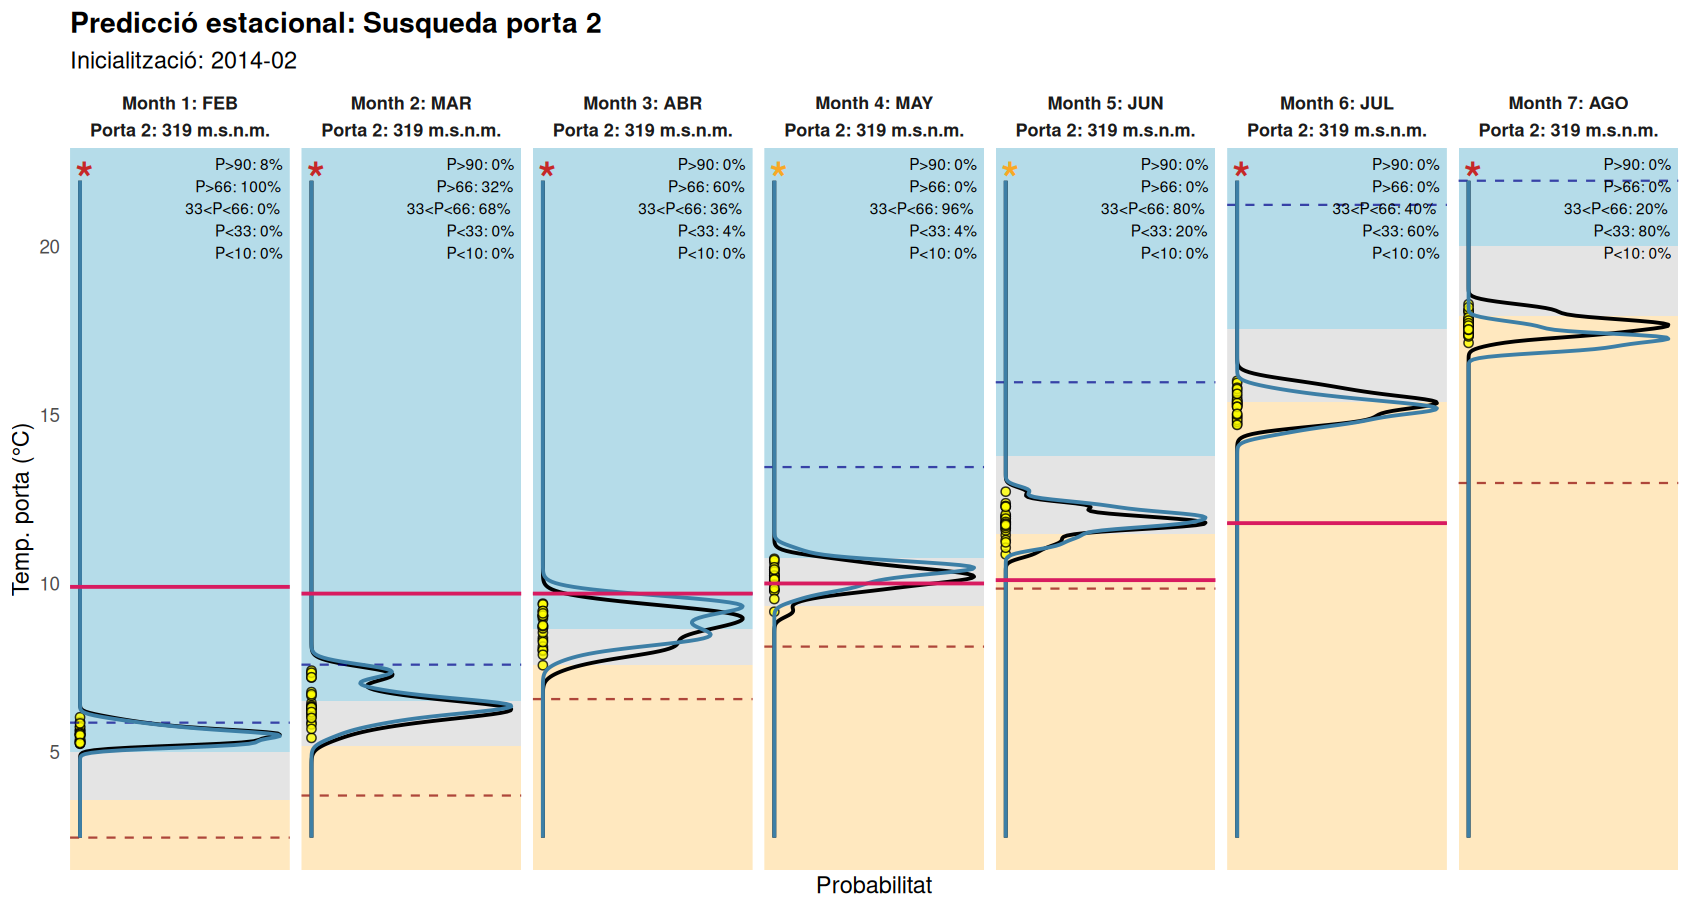 Predicció estacional: Susqueda porta 2
Inicialització: 2014-02
Month 1: FEB
Porta 2: 319 m.s.n.m.
Month 2: MAR
Porta 2: 319 m.s.n.m.
Month 3: ABR
Porta 2: 319 m.s.n.m.
Month 4: MAY
Porta 2: 319 m.s.n.m.
Month 5: JUN
Porta 2: 319 m.s.n.m.
Month 6: JUL
Porta 2: 319 m.s.n.m.
Month 7: AGO
Porta 2: 319 m.s.n.m.
*
P>90: 8%
P>66: 100%
33<P<66: 0%
P<33: 0%
P<10: 0%
*
P>90: 0%
P>66: 32%
33<P<66: 68%
P<33: 0%
P<10: 0%
*
P>90: 0%
P>66: 60%
33<P<66: 36%
P<33: 4%
P<10: 0%
*
P>90: 0%
P>66: 0%
33<P<66: 96%
P<33: 4%
P<10: 0%
*
P>90: 0%
P>66: 0%
33<P<66: 80%
P<33: 20%
P<10: 0%
*
P>90: 0%
P>66: 0%
33<P<66: 40%
P<33: 60%
P<10: 0%
*
P>90: 0%
P>66: 0%
33<P<66: 20%
P<33: 80%
P<10: 0%
20
15
10
5
Temp. porta (°C)
Probabilitat